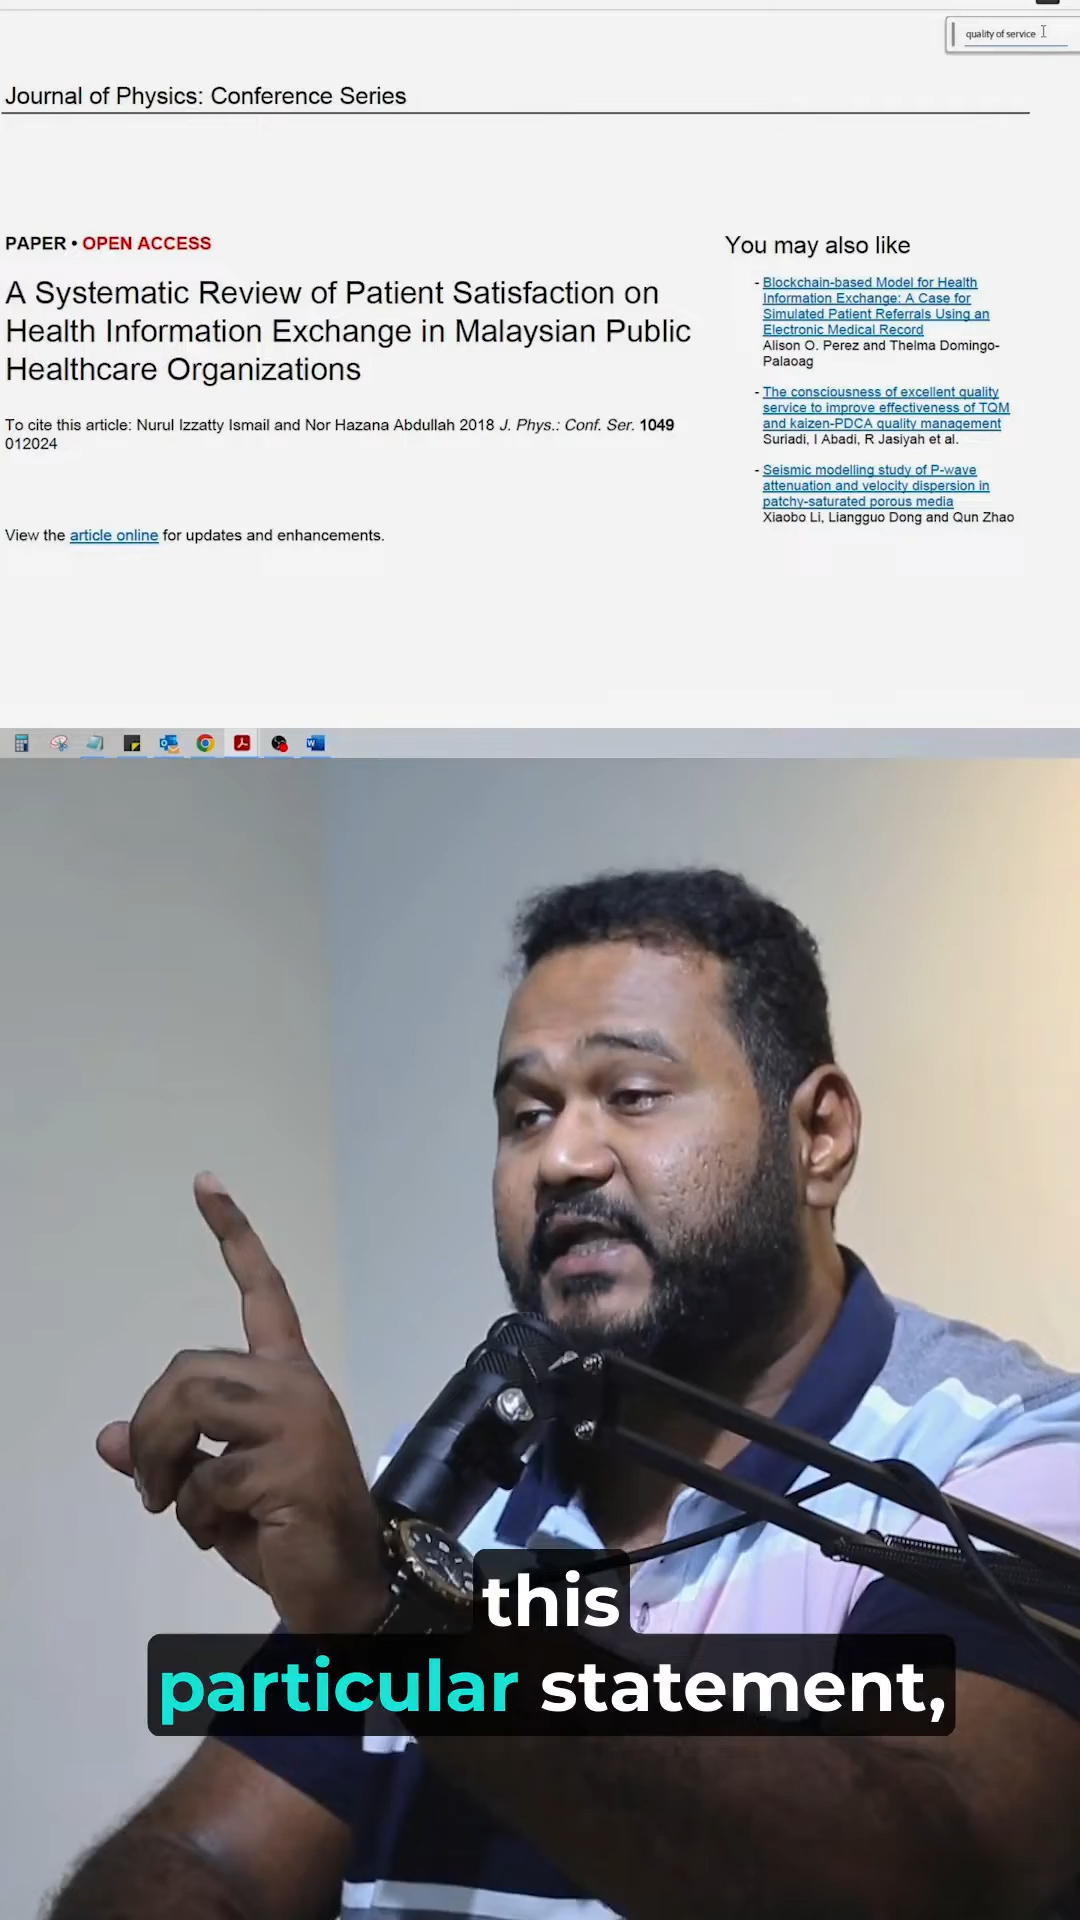 quality of service
Journal of Physics: Conference Series
PAPER • OPEN ACCESS
A Systematic Review of Patient Satisfaction on
Health Information Exchange in Malaysian Public
Healthcare Organizations
To cite this article: Nurul Izzatty Ismail and Nor Hazana Abdullah 2018 J. Phys.: Conf. Ser. 1049
012024
View the article online for updates and enhancements.
You may also like
- Blockchain-based Model for Health
Information Exchange: A Case for
Simulated Patient Referrals Using an
Electronic Medical Record
Alison O. Perez and Thelma Domingo-
Palaoag
- The consciousness of excellent quality
service to improve effectiveness of TQM
and kaizen-PDCA quality management
Suriadi, I Abadi, R Jasiyah et al.
- Seismic modelling study of P-wave
attenuation and velocity dispersion in
patchy-saturated porous media
Xiaobo Li, Liangguo Dong and Qun Zhao
this
particular statement,